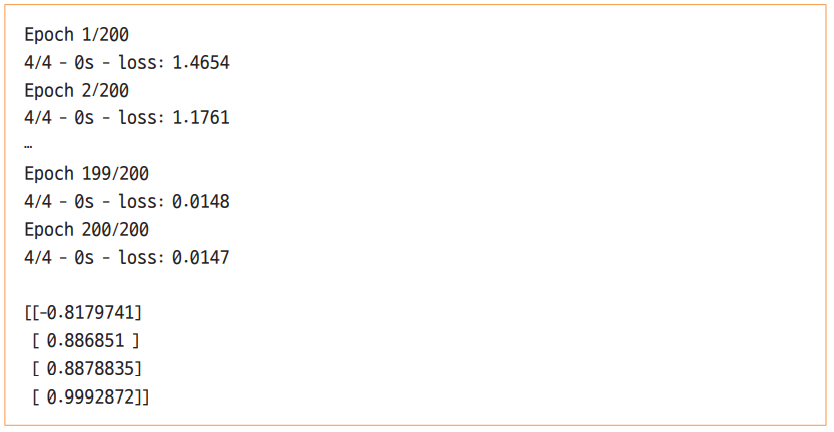 Epoch 1/200
4/4 - 0s - loss: 1.4654
Epoch 2/200
4/4 - 0s - loss: 1.1761
…
Epoch 199/200
4/4 - 0s - loss: 0.0148
Epoch 200/200
4/4 - 0s - loss: 0.0147
[[-0.8179741]
[ 0.886851 ]
[ 0.8878835]
[ 0.9992872]]